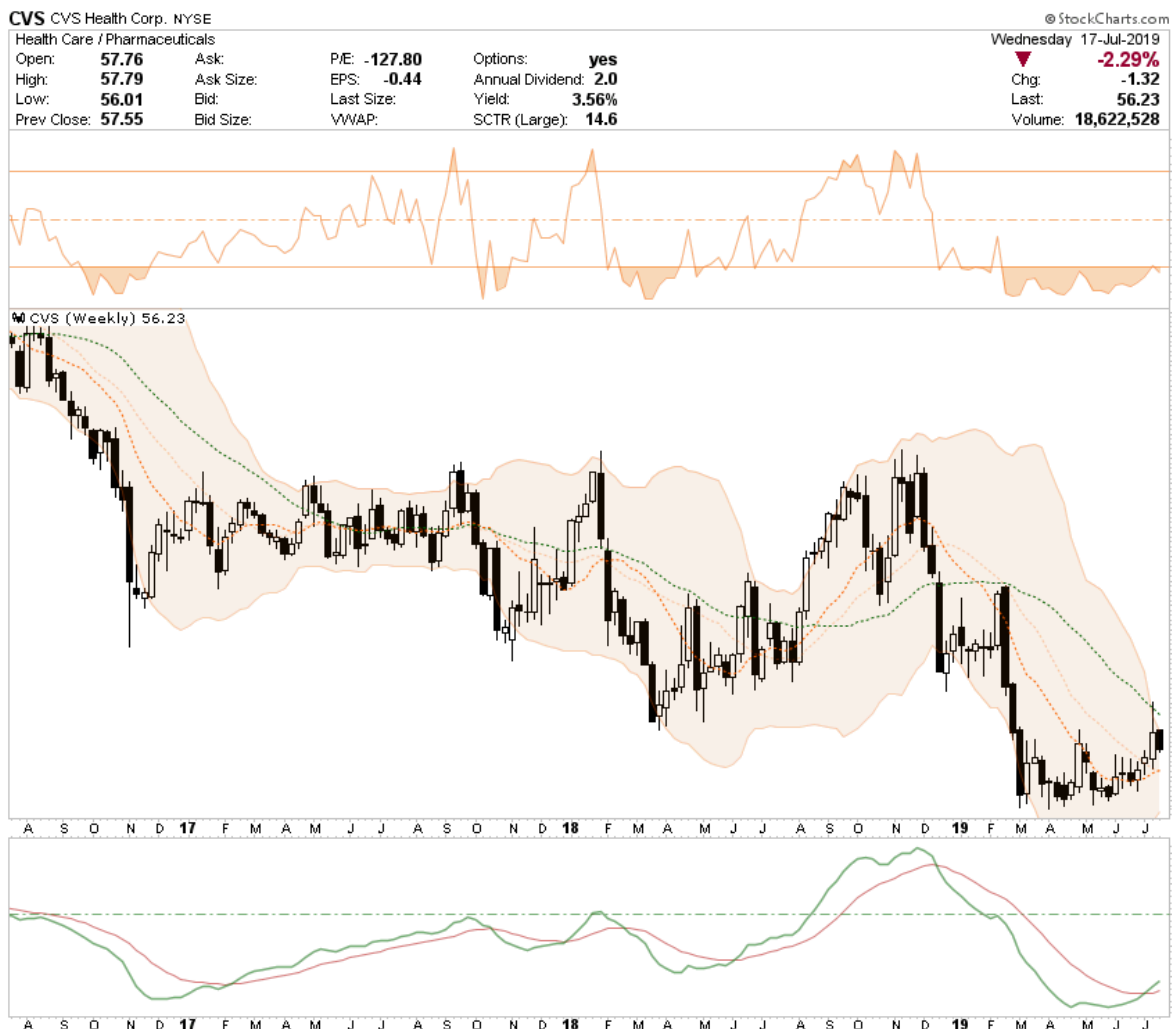 CVS CVS Health Corp. NYSE © StockCharts.com
Health Care / Pharmaceuticals Wednesday 17-Jul-2019
Open: 57.76 Ask: P/E: -127.80 Options: yes ▼ -2.29%
High: 57.79 Ask Size: EPS: -0.44 Annual Dividend: 2.0 Chg: -1.32
Low: 56.01 Bid: Last Size: Yield: 3.56% Last: 56.23
Prev Close: 57.55 Bid Size: VWAP: SCTR (Large): 14.6 Volume: 18,622,528
CVS (Weekly) 56.23
A S O N D 17 F M A M J J A S O N D 18 F M A M J J A S O N D 19 F M A M J J
A S O N D 17 F M A M J J A S O N D 18 F M A M J J A S O N D 19 F M A M J J